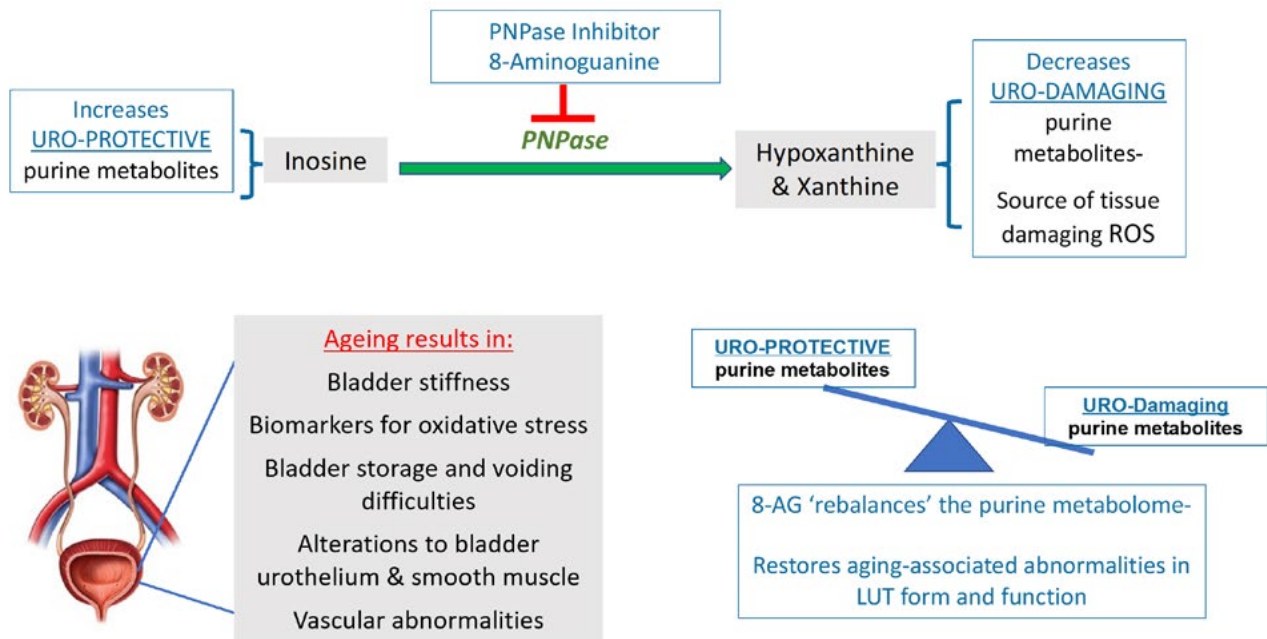 PNPase Inhibitor
8-Aminoguanine
Increases
URO-PROTECTIVE
purine metabolites
Inosine
PNPase
Hypoxanthine
& Xanthine
Decreases
URO-DAMAGING
purine
metabolites-
Source of tissue
damaging ROS
Ageing results in:
Bladder stiffness
Biomarkers for oxidative stress
Bladder storage and voiding
difficulties
Alterations to bladder
urothelium & smooth muscle
Vascular abnormalities
URO-PROTECTIVE
purine metabolites
URO-Damaging
purine metabolites
8-AG ‘rebalances’ the purine metabolome-
Restores aging-associated abnormalities in
LUT form and function